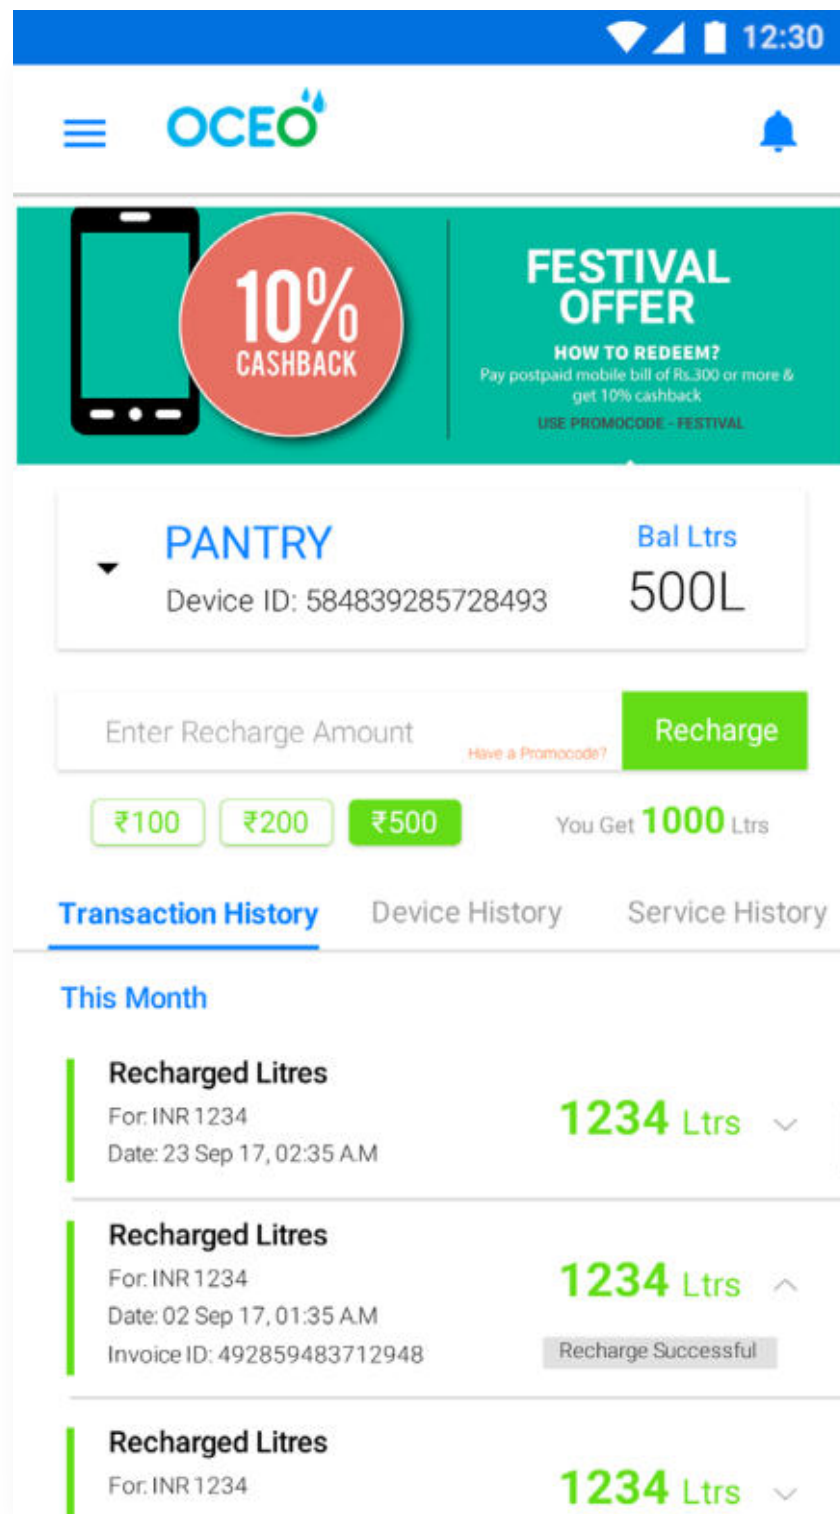 12:30
OCEO
10%
CASHBACK
FESTIVAL
OFFER
HOW TO REDEEM?
Pay postpaid mobile bill of Rs.300 or more &
get 10% cashback
USE PROMOCODE - FESTIVAL
PANTRY
Device ID: 584839285728493
Bal Ltrs
500L
Enter Recharge Amount
Have a Promocode?
Recharge
₹100 ₹200 ₹500 You Get 1000 Ltrs
Transaction History Device History Service History
This Month
Recharged Litres
For: INR 1234
Date: 23 Sep 17, 02:35 A.M
1234 Ltrs
Recharged Litres
For: INR 1234
Date: 02 Sep 17, 01:35 A.M
Invoice ID: 492859483712948
1234 Ltrs
Recharge Successful
Recharged Litres
For: INR 1234
1234 Ltrs